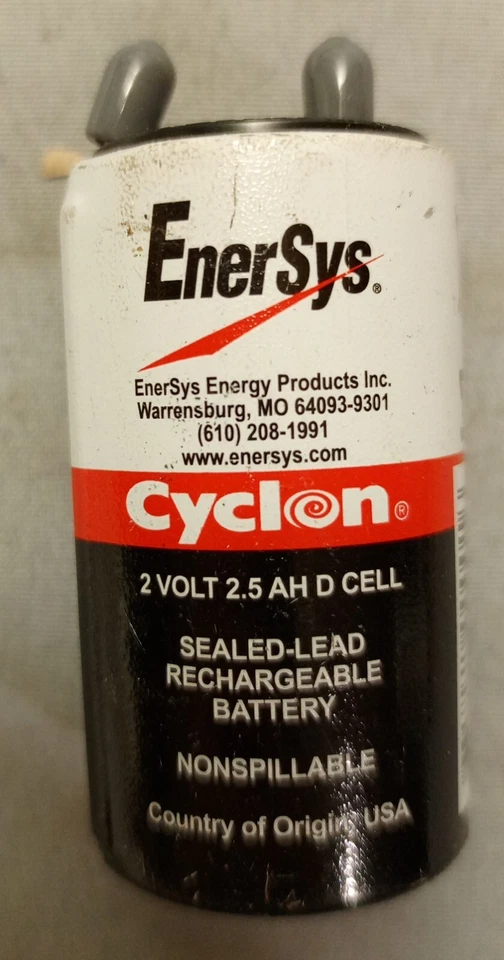 EnerSys®
EnerSys Energy Products Inc.
Warrensburg, MO 64093-9301
(610) 208-1991
www.enersys.com
Cyclon®
2 VOLT 2.5 AH D CELL
SEALED-LEAD
RECHARGEABLE
BATTERY
NONSPILLABLE
Country of Origin: USA